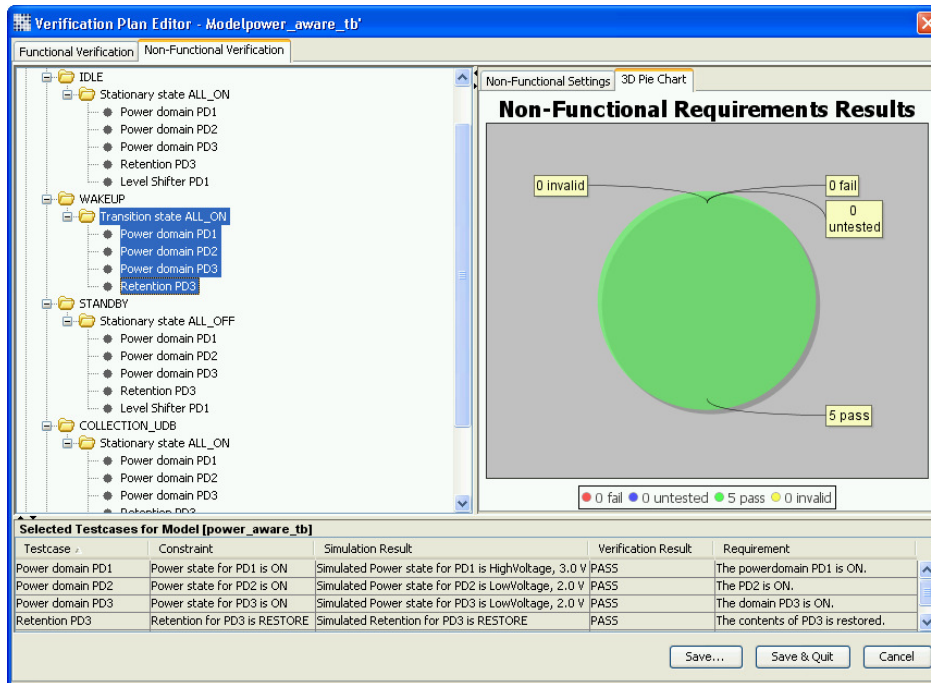 Verification Plan Editor - Modelpower_aware_tb'
Functional Verification
Non-Functional Verification
IDLE
Stationary state ALL_ON
Power domain PD1
Power domain PD2
Power domain PD3
Retention PD3
Level Shifter PD1
WAKEUP
Transition state ALL_ON
Power domain PD1
Power domain PD2
Power domain PD3
Retention PD3
STANDBY
Stationary state ALL_OFF
Power domain PD1
Power domain PD2
Power domain PD3
Retention PD3
Level Shifter PD1
COLLECTION_UDB
Stationary state ALL_ON
Power domain PD1
Power domain PD2
Power domain PD3
Retention PD3
Non-Functional Settings
3D Pie Chart
Non-Functional Requirements Results
0 invalid
0 fail
0
untested
5 pass
0 fail 0 untested 5 pass 0 invalid
Selected Testcases for Model [power_aware_tb]
Testcase Constraint Simulation Result Verification Result Requirement
Power domain PD1 Power state for PD1 is ON Simulated Power state for PD1 is HighVoltage, 3.0 V PASS The powerdomain PD1 is ON.
Power domain PD2 Power state for PD2 is ON Simulated Power state for PD2 is LowVoltage, 2.0 V PASS The PD2 is ON.
Power domain PD3 Power state for PD3 is ON Simulated Power state for PD3 is LowVoltage, 2.0 V PASS The domain PD3 is ON.
Retention PD3 Retention for PD3 is RESTORE Simulated Retention for PD3 is RESTORE PASS The contents of PD3 is restored.
Save... Save & Quit Cancel